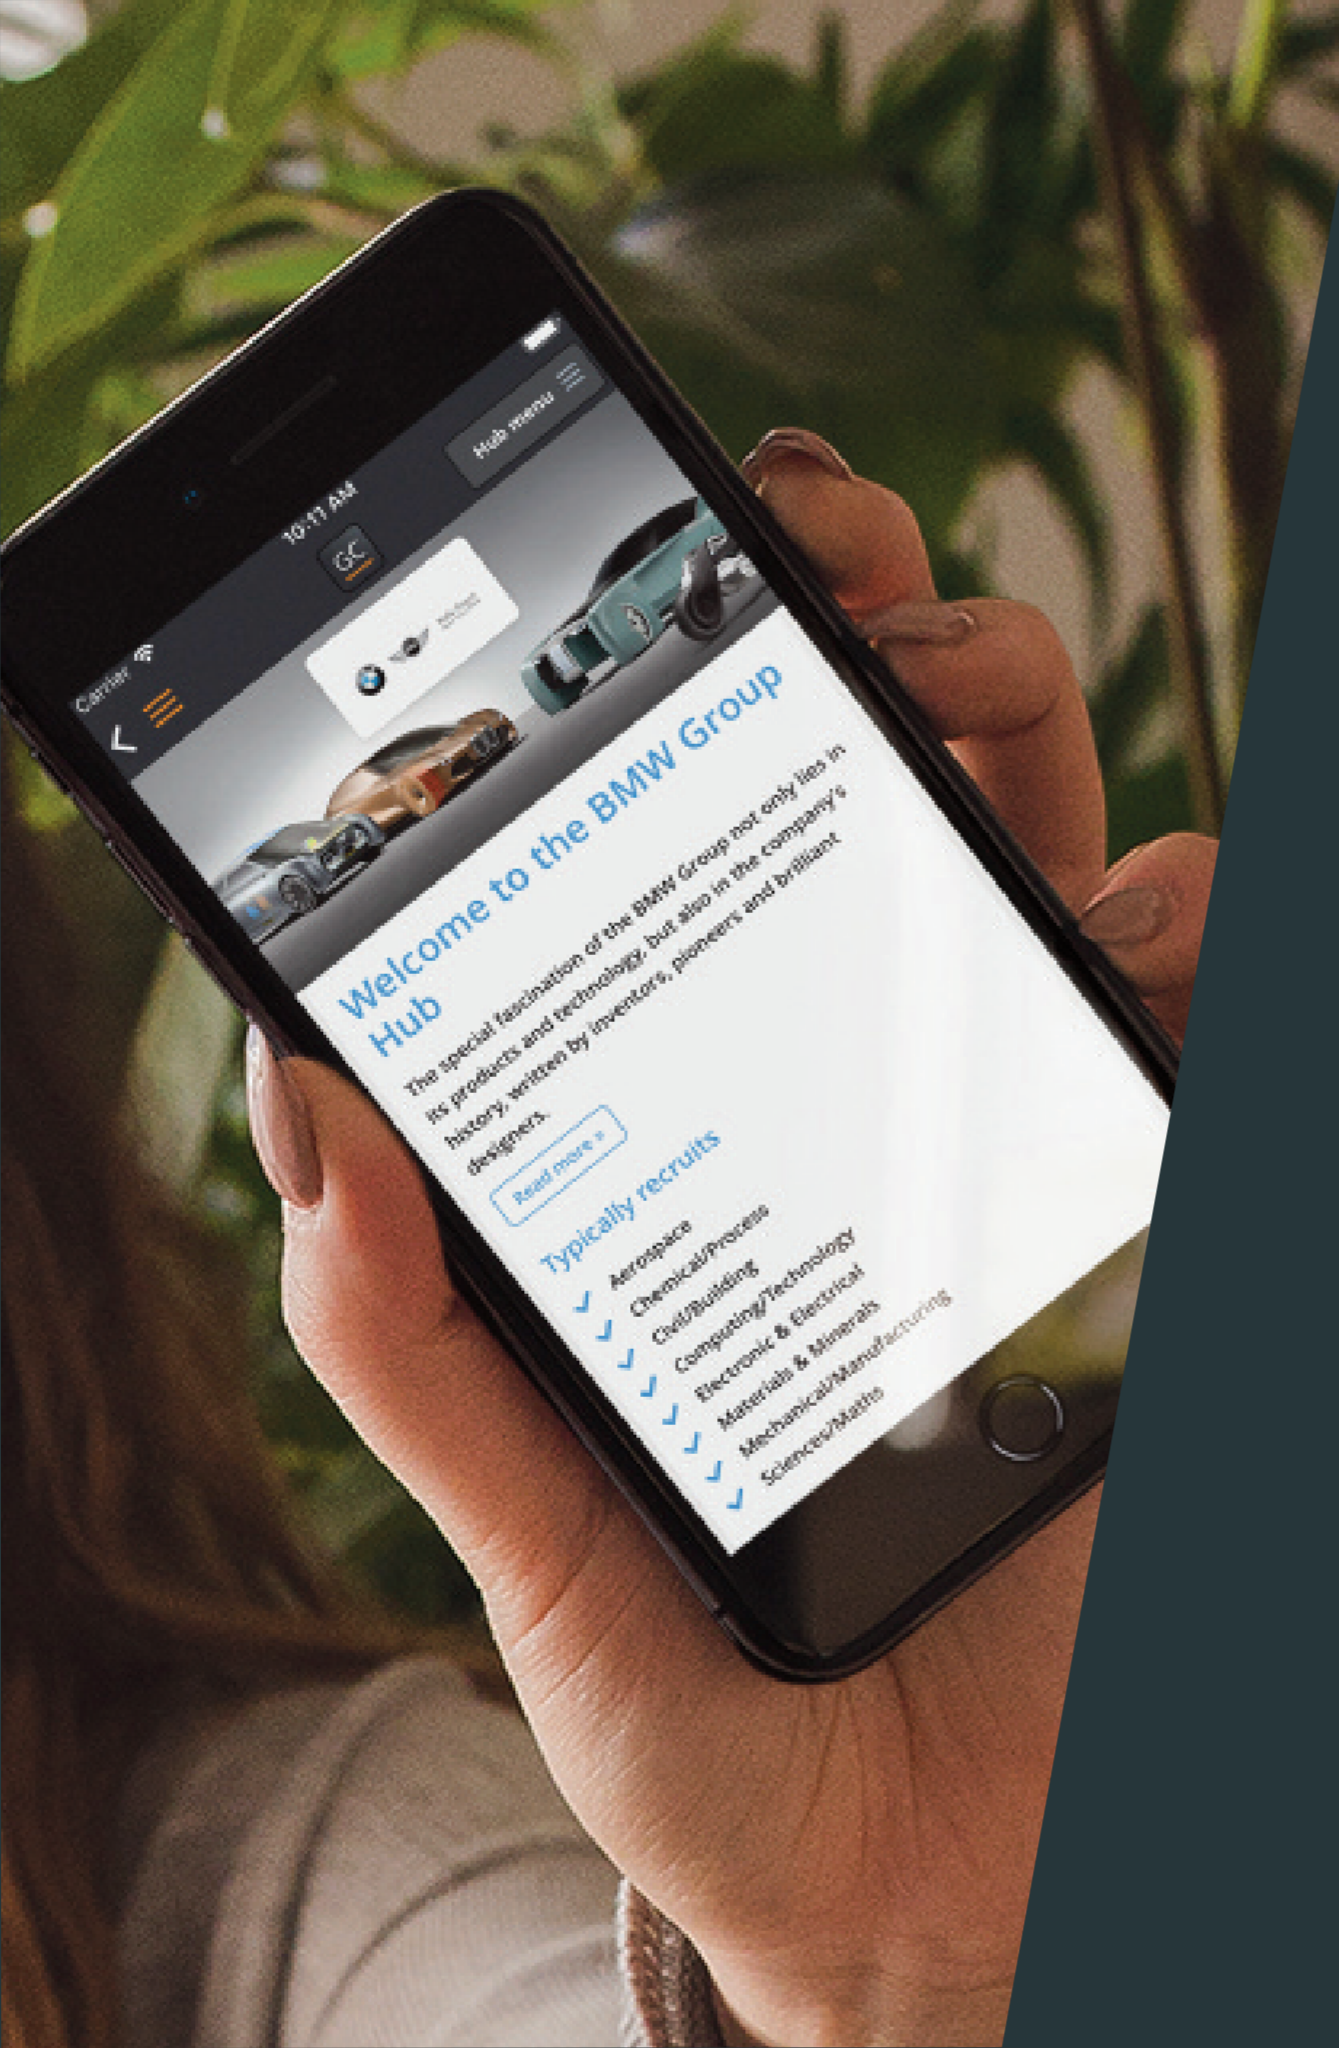 Carrier
10:11 AM
GC
Hub menu
Welcome to the BMW Group
Hub
The special fascination of the BMW Group not only lies in
its products and technology, but also in the company's
history, written by inventors, pioneers and brilliant
designers.
Read more »
Typically recruits
Aerospace
Chemical/Process
Civil/Building
Computing/Technology
Electronic & Electrical
Materials & Minerals
Mechanical/Manufacturing
Sciences/Maths